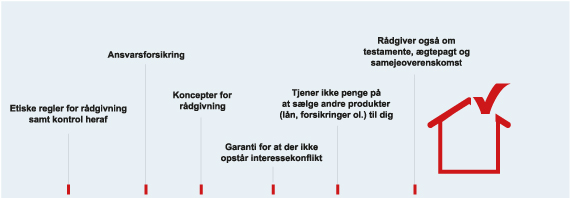 Etiske regler for rådgivning
samt kontrol heraf
Ansvarsforsikring
Koncepter for
rådgivning
Garanti for at der ikke
opstår interessekonflikt
Tjener ikke penge på
at sælge andre produkter
(lån, forsikringer ol.) til dig
Rådgiver også om
testamente, ægtepagt og
samejeoverenskomst